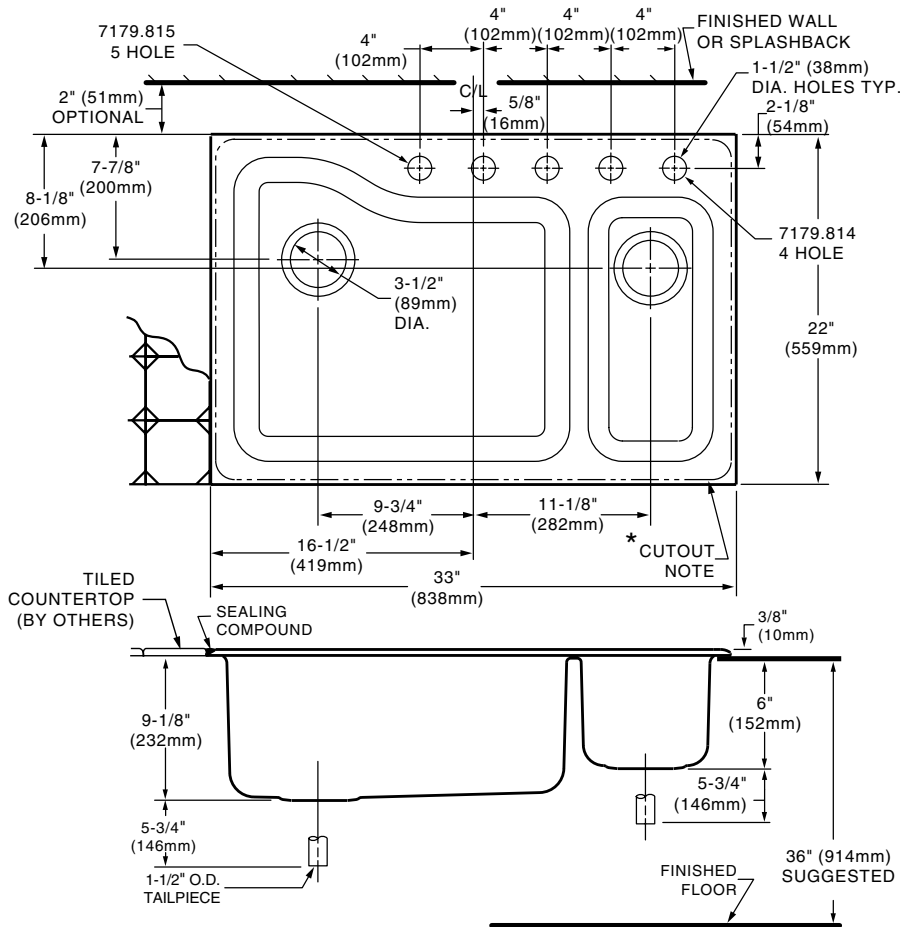 7179.815
5 HOLE
4"
(102mm)
4"
(102mm)
4"
(102mm)
4"
(102mm)
FINISHED WALL
OR SPLASHBACK
1-1/2" (38mm)
DIA. HOLES TYP.
2-1/8"
(54mm)
2" (51mm)
OPTIONAL
C/L
5/8"
(16mm)
7-7/8"
(200mm)
8-1/8"
(206mm)
7179.814
4 HOLE
3-1/2"
(89mm)
DIA.
22"
(559mm)
9-3/4"
(248mm)
11-1/8"
(282mm)
16-1/2"
(419mm)
* CUTOUT
NOTE
33"
(838mm)
TILED
COUNTERTOP
(BY OTHERS)
SEALING
COMPOUND
3/8"
(10mm)
9-1/8"
(232mm)
6"
(152mm)
5-3/4"
(146mm)
5-3/4"
(146mm)
1-1/2" O.D.
TAILPIECE
FINISHED
FLOOR
36" (914mm)
SUGGESTED